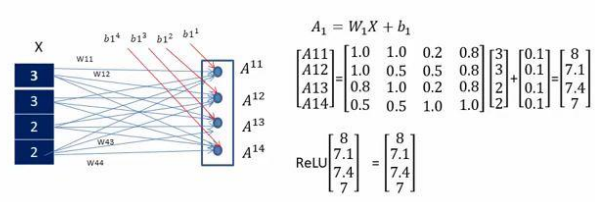 X
3
3
2
2
W11
W12
W43
W44
b1⁴ b1³ b1² b1¹
A¹¹
A¹²
A¹³
A¹⁴
A₁ = W₁X + b₁
[A11] [1.0 1.0 0.2 0.8] [3] [0.1] [8]
[A12] = [1.0 0.5 0.5 0.8] [3] + [0.1] = [7.1]
[A13] [0.8 1.0 0.2 0.8] [2] [0.1] [7.4]
[A14] [0.5 0.5 1.0 1.0] [2] [0.1] [7]
ReLU [8 7.1 7.4 7] = [8 7.1 7.4 7]